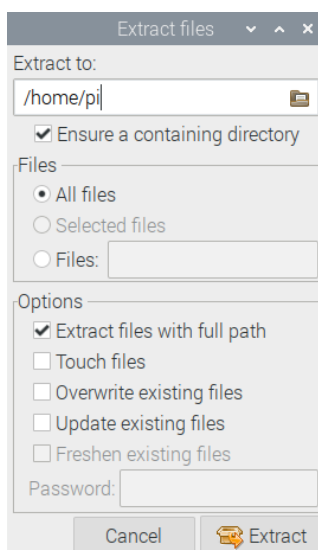 Extract files
Extract to:
/home/pi
Ensure a containing directory
Files
All files
Selected files
Files:
Options
Extract files with full path
Touch files
Overwrite existing files
Update existing files
Freshen existing files
Password:
Cancel Extract